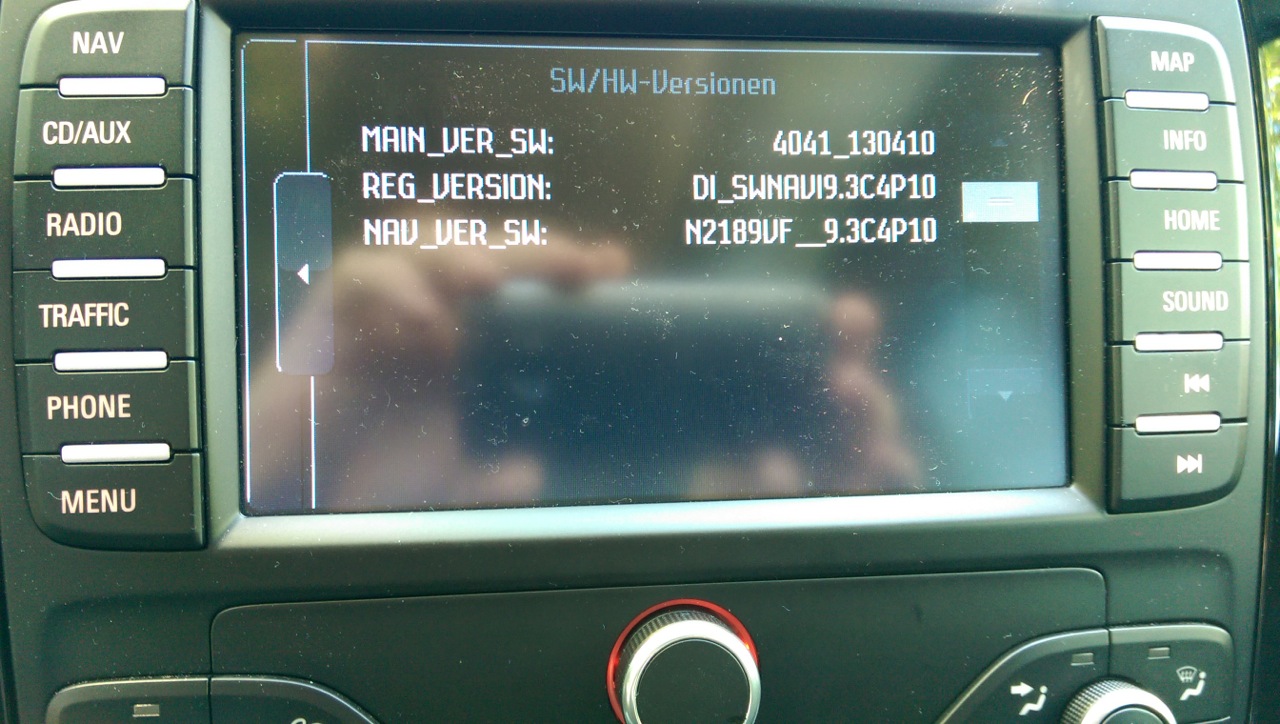 NAV
CD/AUX
RADIO
TRAFFIC
PHONE
MENU
SW/HW-Versionen
MAIN_VER_SW: 4041_130410
REG_VERSION: DI_SWNAVI9.3C4P10
NAV_VER_SW: N2189VF__9.3C4P10
MAP
INFO
HOME
SOUND